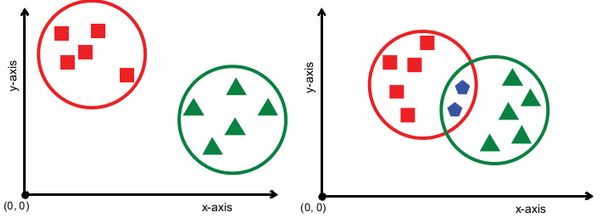 y-axis
(0, 0)
x-axis
y-axis
(0, 0)
x-axis